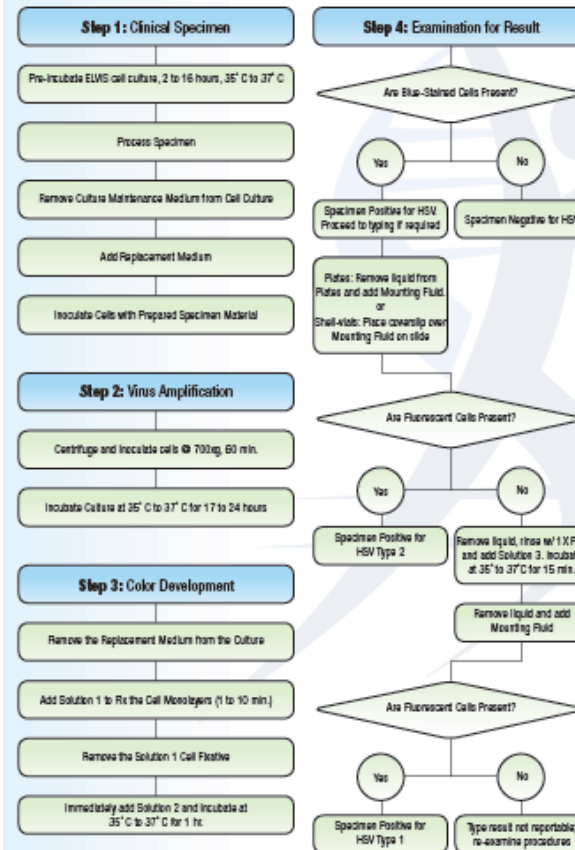 Step 1: Clinical Specimen
Pre-Incubate ELVIS cell culture, 2 to 16 hours, 35° C to 37° C
Process Specimen
Remove Culture Maintenance Medium from Cell Culture
Add Replacement Medium
Inoculate Cells with Prepared Specimen Material
Step 2: Virus Amplification
Centrifuge and Inoculate cells @ 700xg, 60 min.
Incubate Culture at 35° C to 37° C for 17 to 24 hours
Step 3: Color Development
Remove the Replacement Medium from the Culture
Add Solution 1 to Fix the Cell Monolayers (1 to 10 min.)
Remove the Solution 1 Cell Fixative
Immediately add Solution 2 and Incubate at
35° C to 37° C for 1 hr.
Step 4: Examination for Result
Are Blue-Stained Cells Present?
Yes
No
Specimen Positive for HSV.
Proceed to typing if required
Specimen Negative for HSV
Plates: Remove liquid from
Plates and add Mounting Fluid.
or
Shell-vials: Place coverslip over
Mounting Fluid on slide
Are Fluorescent Cells Present?
Yes
No
Specimen Positive for
HSV Type 2
Remove liquid, rinse w/ 1 X
and add Solution 3. Incubat
at 35° to 37°C for 15 min.
Remove liquid and add
Mounting Fluid
Are Fluorescent Cells Present?
Yes
No
Specimen Positive for
HSV Type 1
Type result not reportable,
re-examine procedures